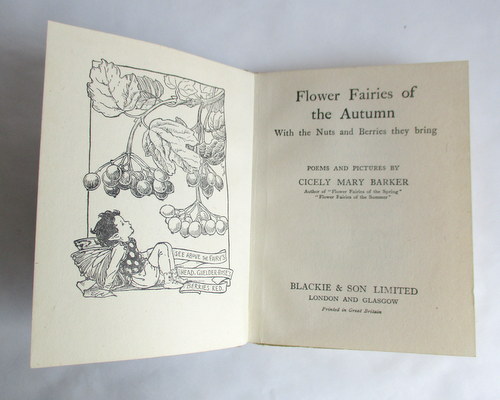 SEE ABOVE THE FAIRY'S
HEAD, GUELDER-ROSE'S
BERRIES RED.
Flower Fairies of
the Autumn
With the Nuts and Berries they bring
POEMS AND PICTURES BY
CICELY MARY BARKER
Author of "Flower Fairies of the Spring"
"Flower Fairies of the Summer"
BLACKIE & SON LIMITED
LONDON AND GLASGOW
Printed in Great Britain